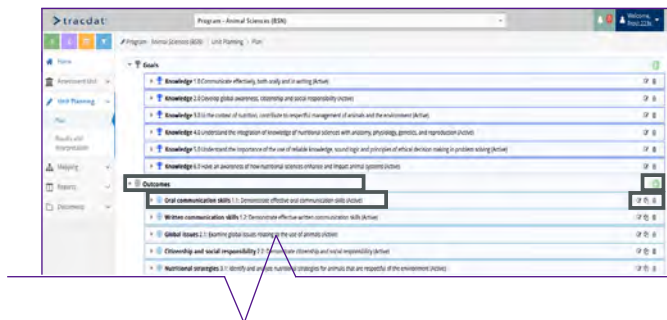 tracdat
Program - Animal Sciences (BSN)
Welcome,
Program - Animal Sciences (BSN) > Unit Planning > Plan
Home
Assessment Unit
Unit Planning
Plan
Results and
Interpretation
Mapping
Reports
Documents
Goals
Knowledge 1.0 Communicate effectively, both orally and in writing (Active)
Knowledge 2.0 Develop global awareness, citizenship and social responsibility (Active)
Knowledge 3.0 In the context of nutrition, contribute to respectful management of animals and the environment (Active)
Knowledge 4.0 Understand the integration of knowledge of nutritional sciences with anatomy, physiology, genetics, and reproduction (Active)
Knowledge 5.0 Understand the importance of the use of reliable knowledge, sound logic and principles of ethical decision making in problem solving (Active)
Knowledge 6.0 Have an awareness of how nutritional sciences enhance and impact animal systems (Active)
Outcomes
Oral communication skills 1.1: Demonstrate effective oral communication skills (Active)
Written communication skills 1.2: Demonstrate effective written communication skills (Active)
Global Issues 2.1: Examine global issues relating to the use of animals (Active)
Citizenship and social responsibility 2.2: Demonstrate citizenship and social responsibility (Active)
Nutritional strategies 3.1: Identify and analyze nutritional strategies for animals that are respectful of the environment (Active)